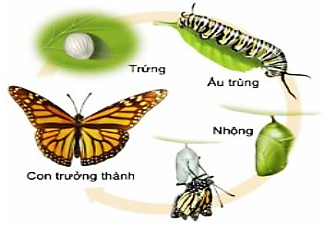 Trứng
Ấu trùng
Nhộng
Con trưởng thành